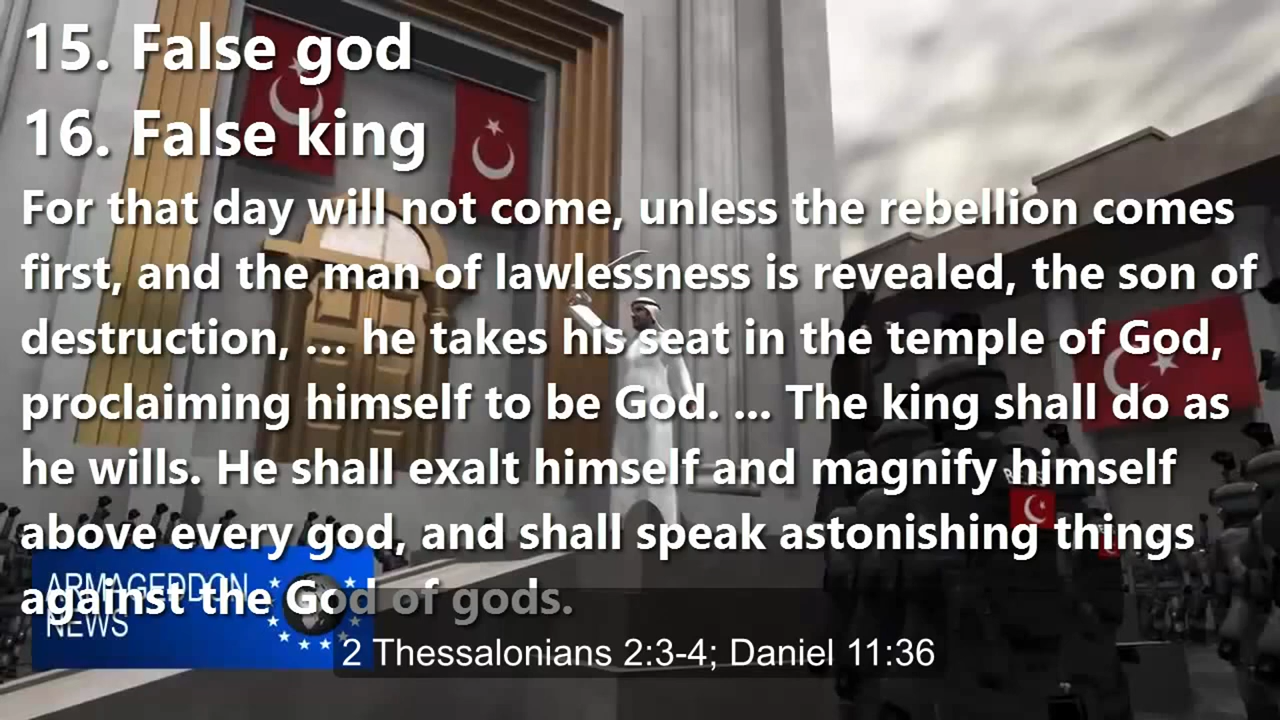 15. False god
16. False king
For that day will not come, unless the rebellion comes
first, and the man of lawlessness is revealed, the son of
destruction, ... he takes his seat in the temple of God,
proclaiming himself to be God. ... The king shall do as
he wills. He shall exalt himself and magnify himself
above every god, and shall speak astonishing things
against the God of gods.
ARMAGEDDON
NEWS
2 Thessalonians 2:3-4; Daniel 11:36